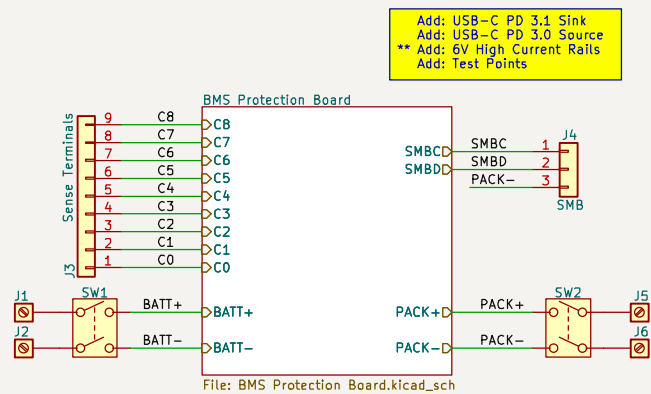 Add: USB-C PD 3.1 Sink
Add: USB-C PD 3.0 Source
** Add: 6V High Current Rails
Add: Test Points
BMS Protection Board
Sense Terminals
J3
9 C8 C8
8 C7 C7
7 C6 C6
6 C5 C5
5 C4 C4
4 C3 C3
3 C2 C2
2 C1 C1
1 C0 C0
J4
SMBC SMBC 1
SMBD SMBD 2
PACK- 3
SMB
J1 SW1 BATT+ BATT+
J2 BATT- BATT-
PACK+ PACK+ SW2 J5
PACK- PACK- J6
File: BMS Protection Board.kicad_sch